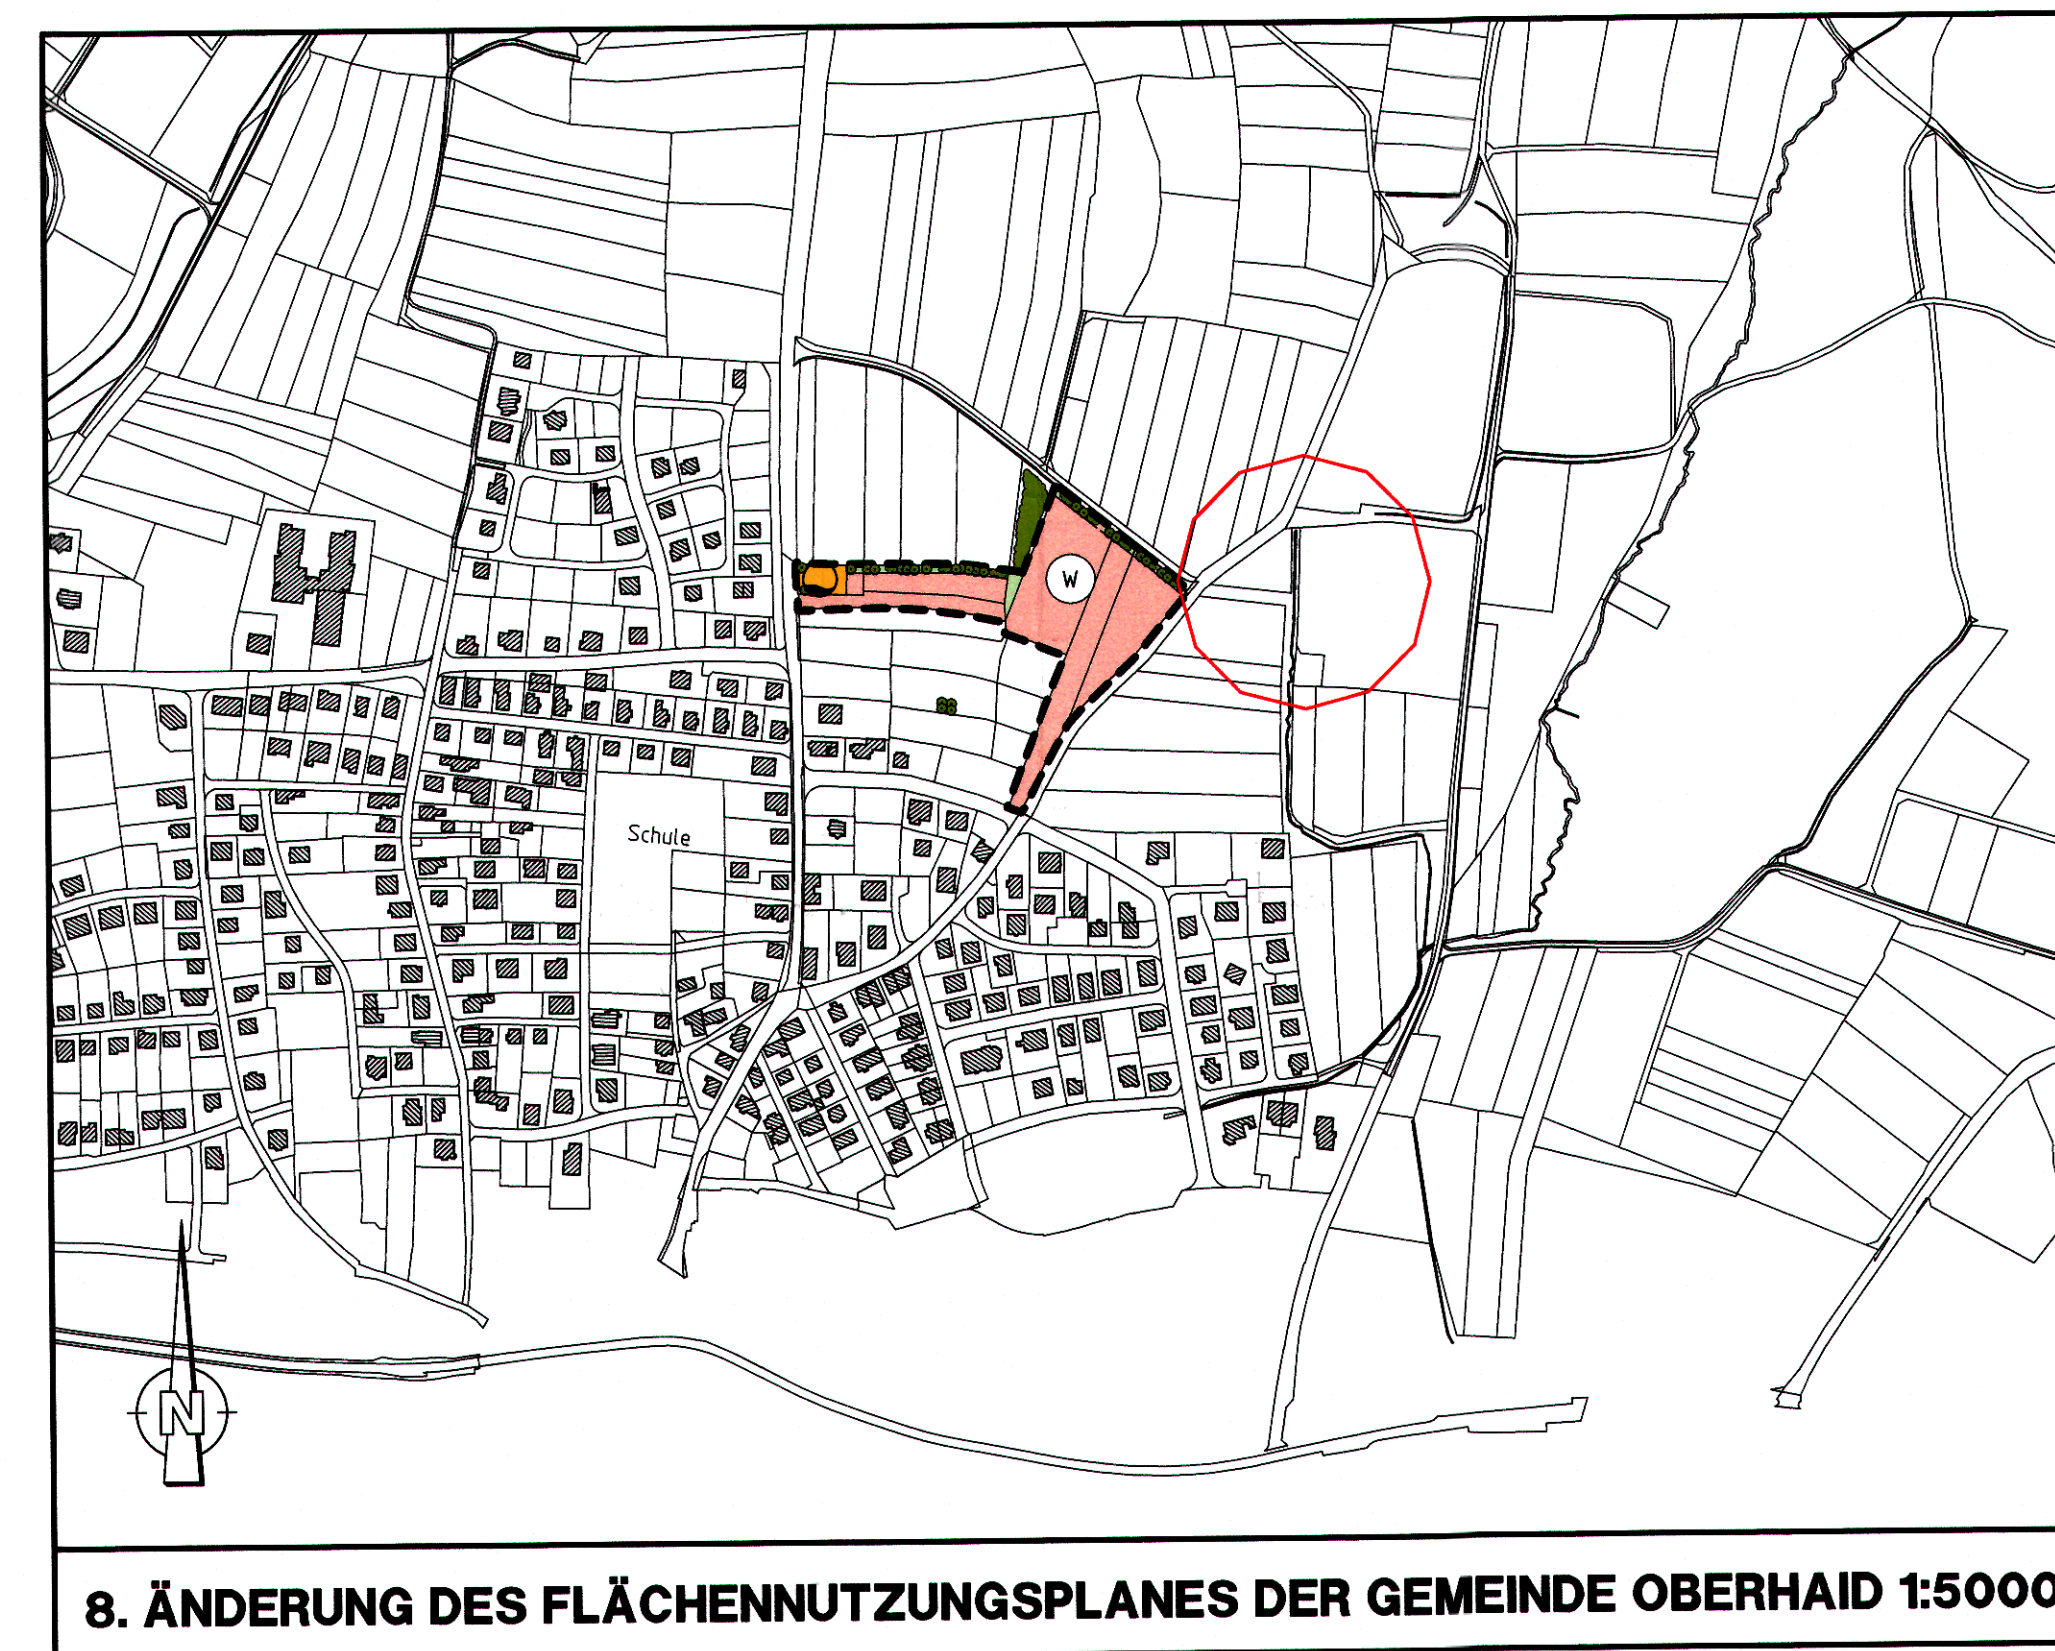 W
Schule
N
8. ÄNDERUNG DES FLÄCHENNUTZUNGSPLANES DER GEMEINDE OBERHAID 1:5000